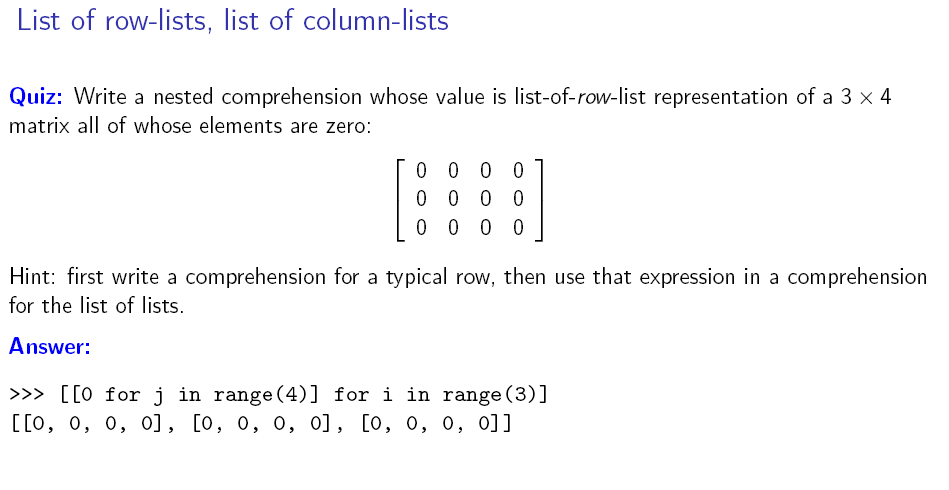 List of row-lists, list of column-lists
Quiz: Write a nested comprehension whose value is list-of-row-list representation of a 3 × 4
matrix all of whose elements are zero:
0 0 0 0
0 0 0 0
0 0 0 0
Hint: first write a comprehension for a typical row, then use that expression in a comprehension
for the list of lists.
Answer:
>>> [[0 for j in range(4)] for i in range(3)]
[[0, 0, 0, 0], [0, 0, 0, 0], [0, 0, 0, 0]]